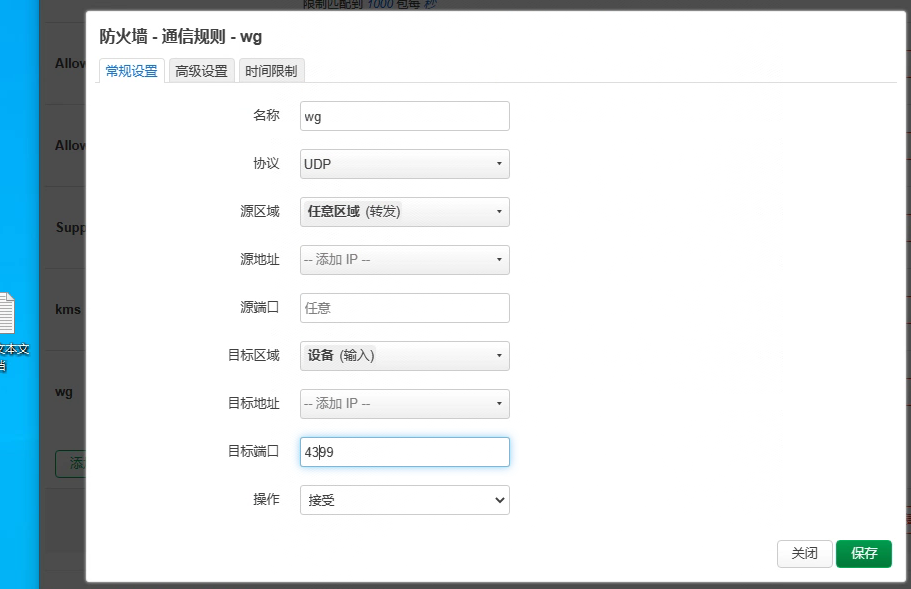 限制匹配到 1000 包每 秒
防火墙 - 通信规则 - wg
常规设置 高级设置 时间限制
Allow
名称 wg
Allow
协议 UDP
源区域 任意区域 (转发)
Supp
源地址 -- 添加 IP --
kms
源端口 任意
文本文
档
目标区域 设备 (输入)
wg
目标地址 -- 添加 IP --
目标端口 4399
添
操作 接受
关闭 保存